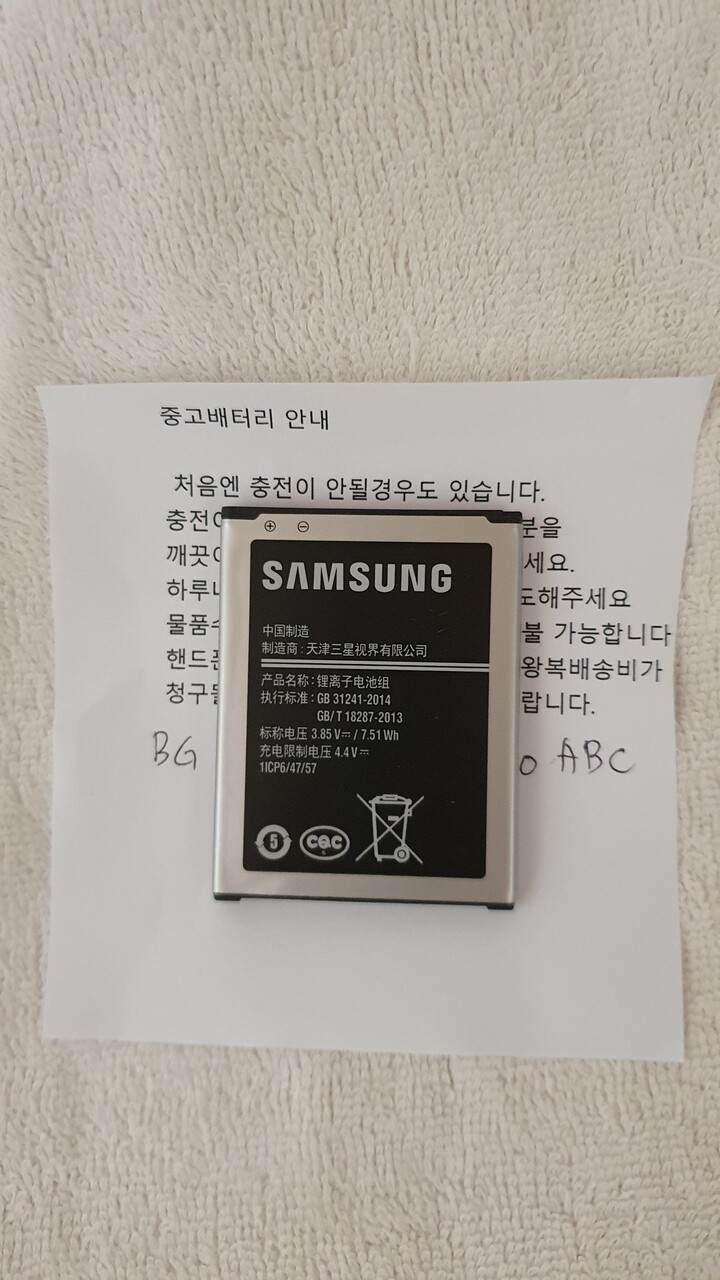 중고배터리 안내
처음엔 충전이 안될경우도 있습니다.
충전 분을
깨끗 세요.
하루 도해주세요
물품 불 가능합니다
핸드폰 왕복배송비가
청구 랍니다.
BG ABC
SAMSUNG
中国制造
制造商:天津三星视界有限公司
产品名称:锂离子电池组
执行标准:GB 31241-2014
GB/T 18287-2013
标称电压 3.85 V⎓ / 7.51 Wh
充电限制电压 4.4 V⎓
1ICP6/47/57
5
CQC